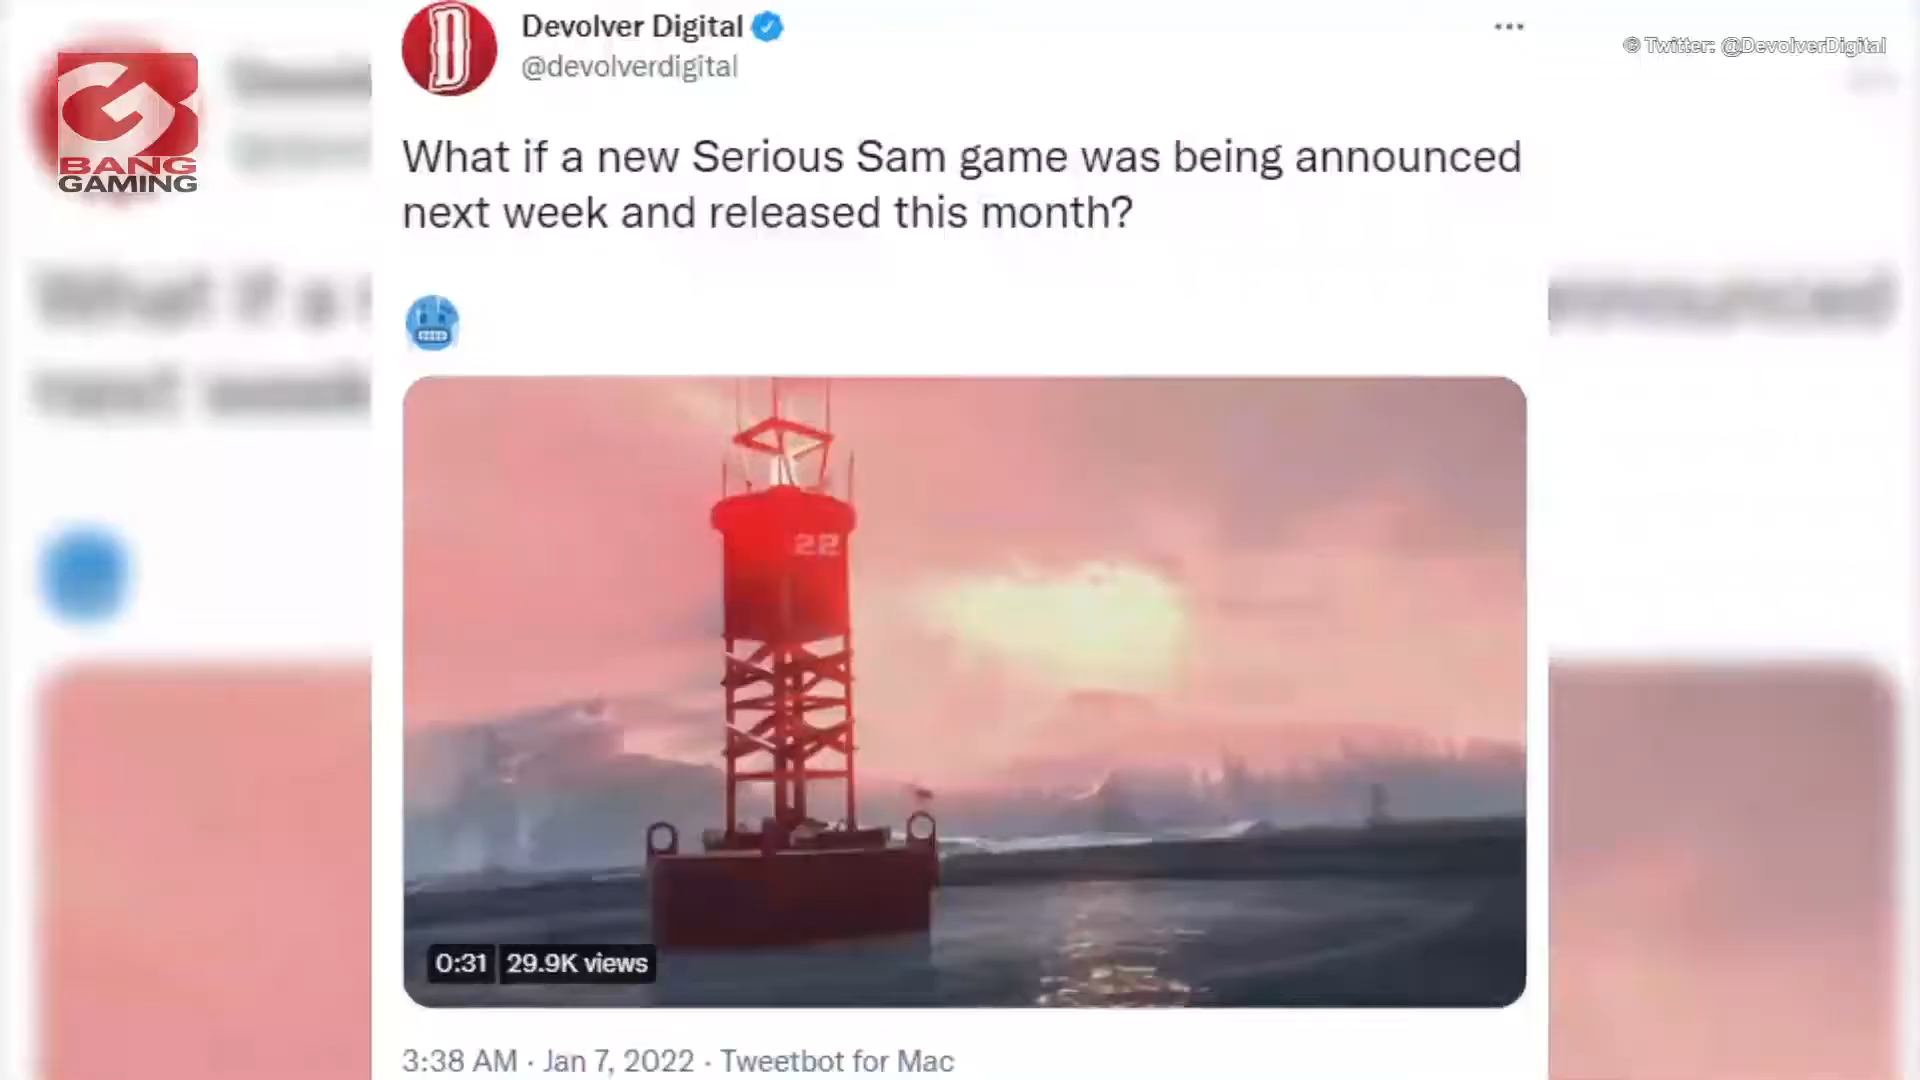 Devolver Digital
@devolverdigital
© Twitter: @DevolverDigital
BANG
GAMING
What if a new Serious Sam game was being announced
next week and released this month?
22
0:31 29.9K views
3:38 AM · Jan 7, 2022 · Tweetbot for Mac